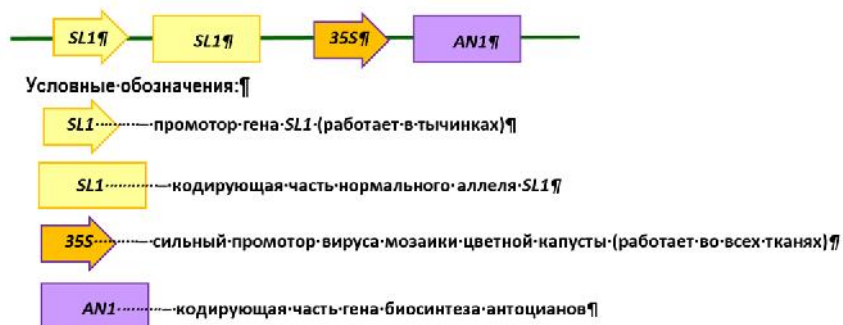 SL1¶ SL1¶ 35S¶ AN1¶
Условные·обозначения:¶
SL1 – промотор·гена·SL1·(работает·в·тычинках)¶
SL1 – кодирующая·часть·нормального·аллеля·SL1¶
35S – сильный·промотор·вируса·мозаики·цветной·капусты·(работает·во·всех·тканях)¶
AN1 – кодирующая·часть·гена·биосинтеза·антоцианов¶